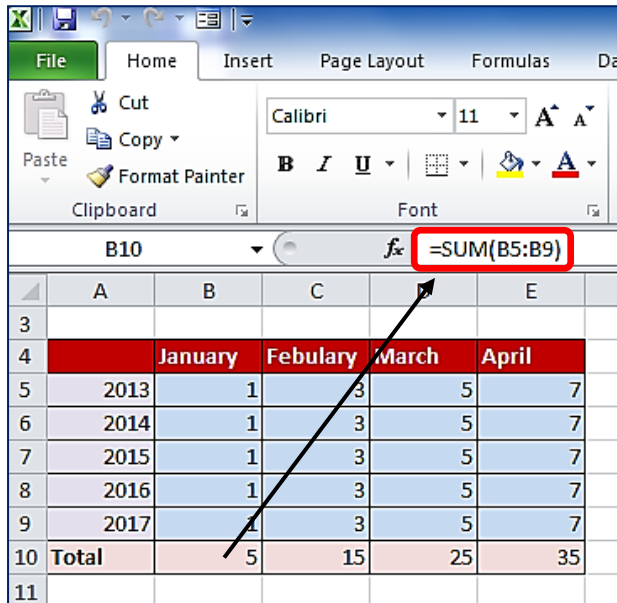 File Home Insert Page Layout Formulas Da
Cut
Copy
Format Painter
Paste
Calibri 11 A A
B I U A
Clipboard Font
B10 fx =SUM(B5:B9)
A B C D E
3
4 January Febulary March April
5 2013 1 3 5 7
6 2014 1 3 5 7
7 2015 1 3 5 7
8 2016 1 3 5 7
9 2017 1 3 5 7
10 Total 5 15 25 35
11